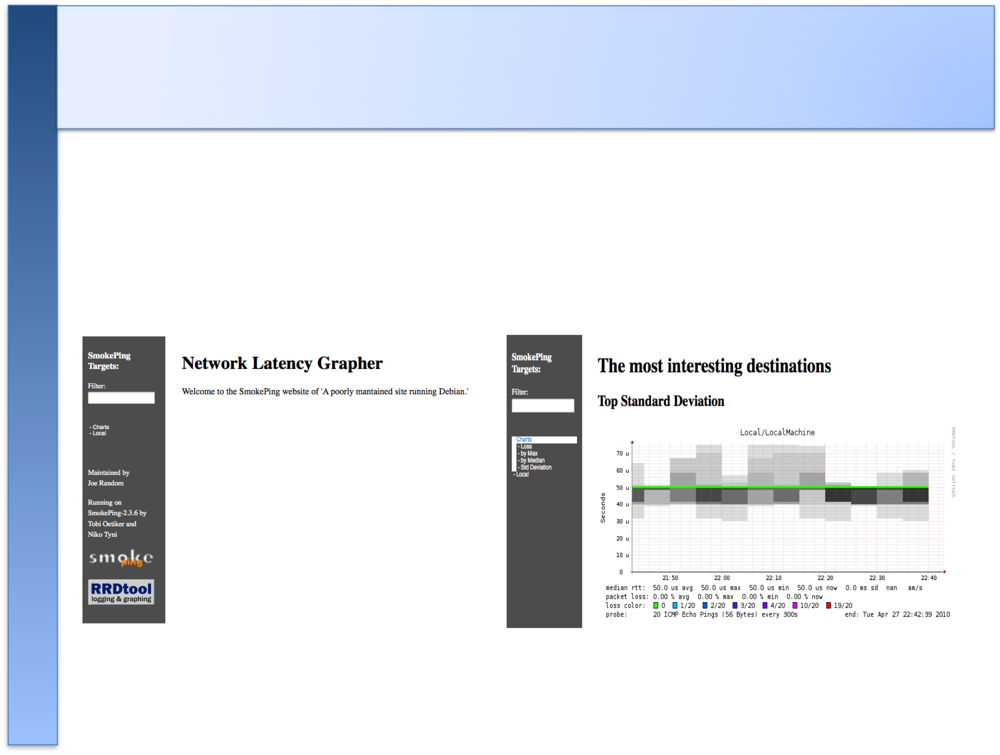 SmokePing
Targets:
Filter:
- Charts
- Local
Maintained by
Joe Random
Running on
SmokePing-2.3.6 by
Tobi Oetiker and
Niko Tyni
smoke
ping
RRDtool
logging & graphing
Network Latency Grapher
Welcome to the SmokePing website of 'A poorly mantained site running Debian.'
SmokePing
Targets:
Filter:
Charts
- Loss
- by Max
- by Median
- Std Deviation
- Local
The most interesting destinations
Top Standard Deviation
Local/LocalMachine
RRDTOOL / TOBI OETIKER
Seconds
70 u
60 u
50 u
40 u
30 u
20 u
10 u
0
21:50 22:00 22:10 22:20 22:30 22:40
median rtt: 50.0 us avg 50.0 us max 50.0 us min 50.0 us now 0.0 ms sd nan am/s
packet loss: 0.00 % avg 0.00 % max 0.00 % min 0.00 % now
loss color: 0 1/20 2/20 3/20 4/20 10/20 19/20
probe: 20 ICMP Echo Pings (56 Bytes) every 300s end: Tue Apr 27 22:42:39 2010